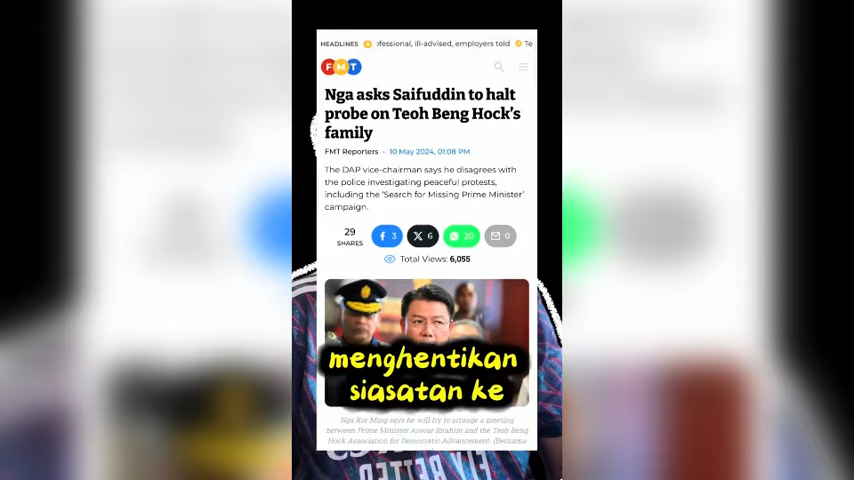 HEADLINES
ofessional, ill-advised, employers told
Te
FMT
Nga asks Saifuddin to halt
probe on Teoh Beng Hock's
family
FMT Reporters - 10 May 2024, 01:08 PM
The DAP vice-chairman says he disagrees with
the police investigating peaceful protests,
including the 'Search for Missing Prime Minister'
campaign.
29
SHARES
3
6
20
0
Total Views: 6,055
menghentikan
siasatan ke
Nga Kor Ming says he will try to arrange a meeting
between Prime Minister Anwar Ibrahim and the Teoh Beng
Hock Association for Democratic Advancement. (Bernama